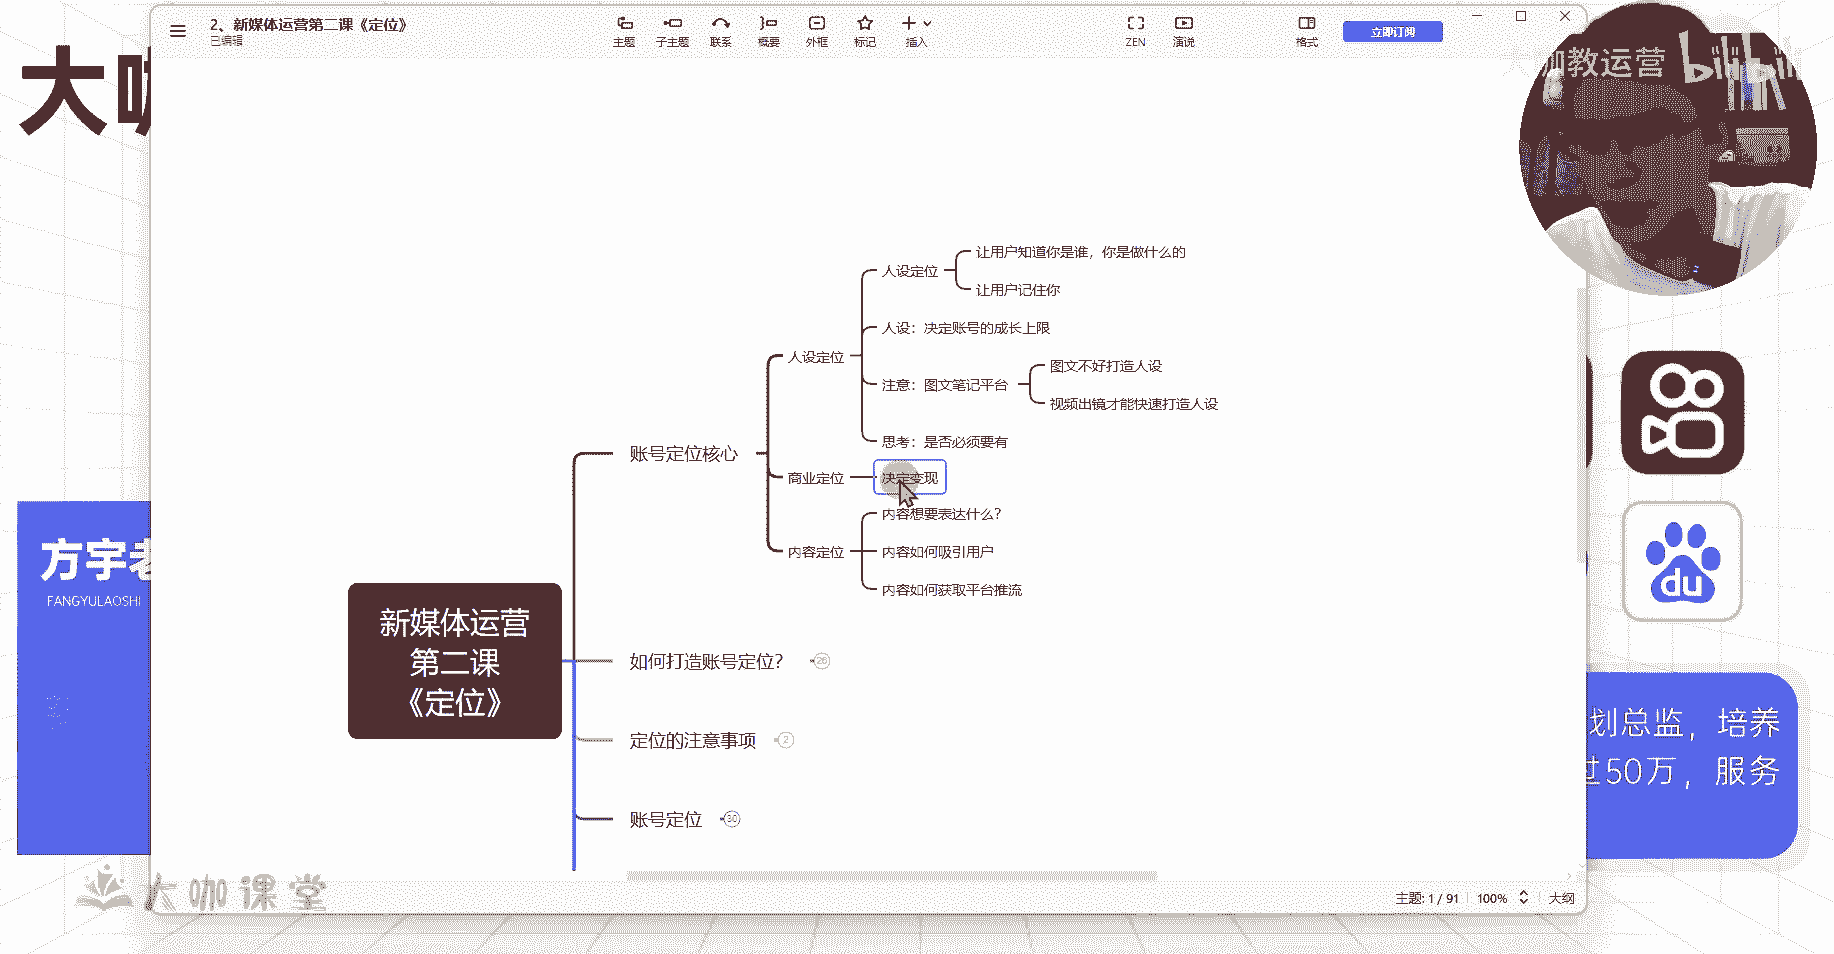 2、新媒体运营第二课《定位》
已编辑
主题
子主题
联系
概要
外框
标记
插入
ZEN
演说
格式
立即订阅
大咖教运营
bilibili
大咖
让用户知道你是谁，你是做什么的
人设定位
让用户记住你
人设：决定账号的成长上限
人设定位
图文不好打造人设
注意：图文笔记平台
视频出镜才能快速打造人设
思考：是否必须要有
账号定位核心
商业定位
决定变现
内容想要表达什么？
内容定位
内容如何吸引用户
内容如何获取平台推流
方宇老
FANGYULAOSHI
du
新媒体运营
第二课
《定位》
如何打造账号定位？
26
定位的注意事项
2
账号定位
30
划总监，培养
过50万，服务
大咖课堂
主题: 1 / 91
100%
大纲